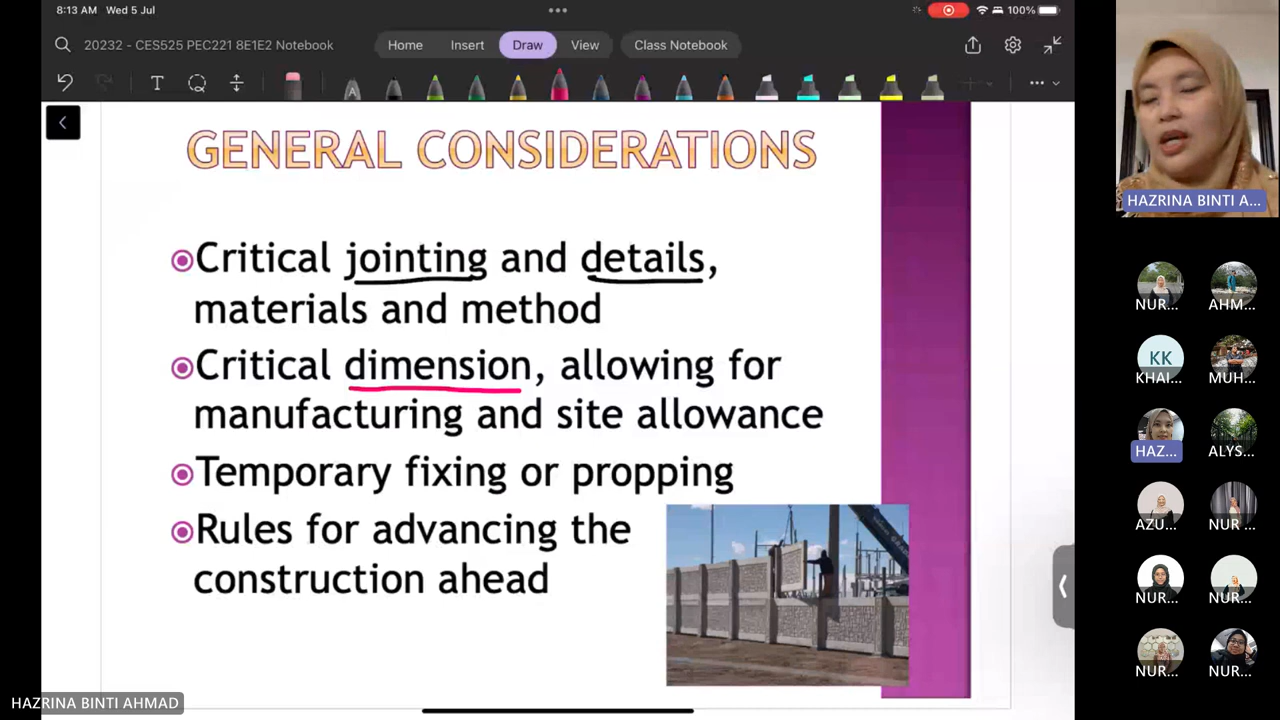 8:13 AM Wed 5 Jul
100%
20232 - CES525 PEC221 8E1E2 Notebook
Home Insert Draw View Class Notebook
GENERAL CONSIDERATIONS
Critical jointing and details,
materials and method
Critical dimension, allowing for
manufacturing and site allowance
Temporary fixing or propping
Rules for advancing the
construction ahead
HAZRINA BINTI A...
NUR... AHM...
KK
KHAI... MUH...
HAZ... ALYS...
AZU... NUR ...
NUR... NUR...
NUR... NUR...
HAZRINA BINTI AHMAD